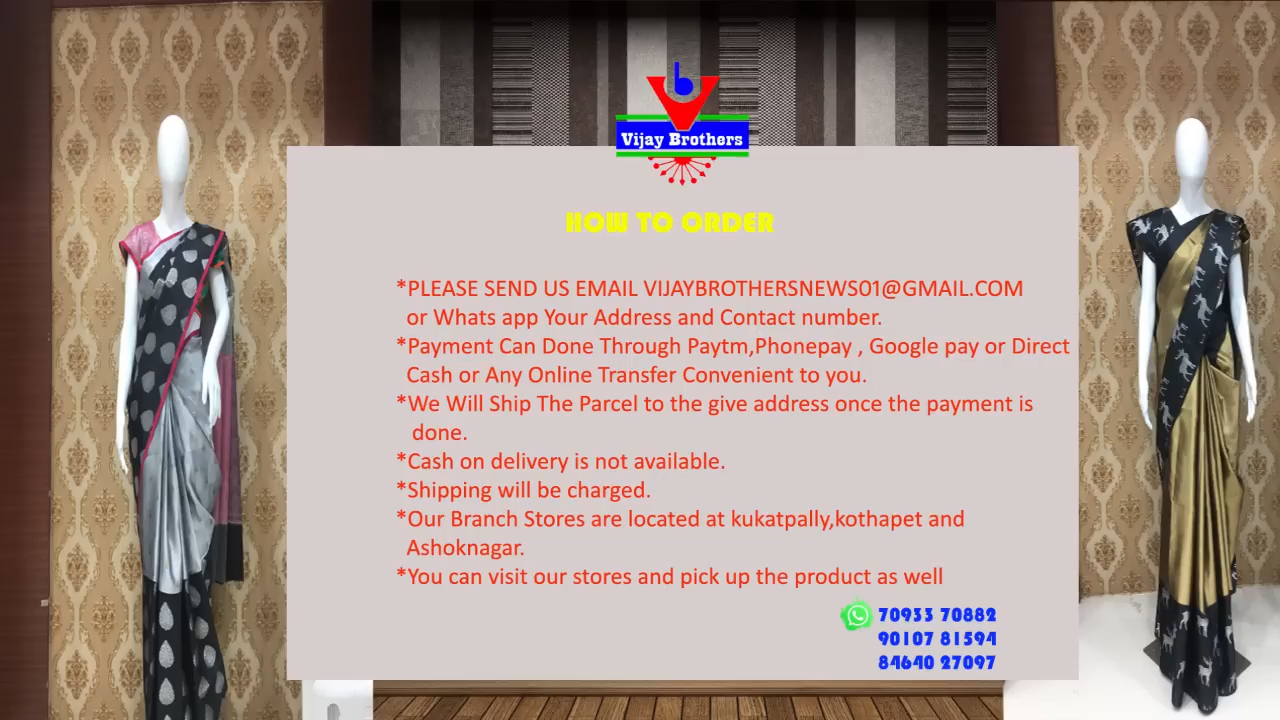 b
Vijay Brothers
HOW TO ORDER
*PLEASE SEND US EMAIL VIJAYBROTHERSNEWS01@GMAIL.COM
or Whats app Your Address and Contact number.
*Payment Can Done Through Paytm,Phonepay , Google pay or Direct
Cash or Any Online Transfer Convenient to you.
*We Will Ship The Parcel to the give address once the payment is
done.
*Cash on delivery is not available.
*Shipping will be charged.
*Our Branch Stores are located at kukatpally,kothapet and
Ashoknagar.
*You can visit our stores and pick up the product as well
70933 70882
90107 81594
84640 27097